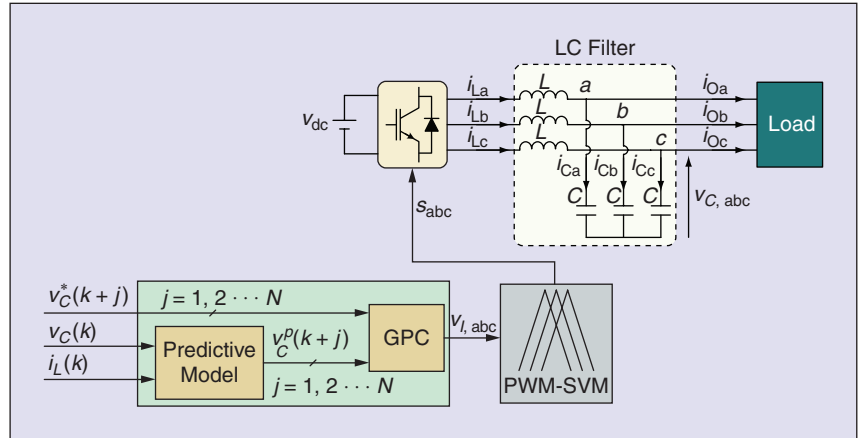 LC Filter
i_La L a i_Oa
v_dc i_Lb L b i_Ob Load
i_Lc L c i_Oc
i_Ca i_Cb i_Cc
C C C v_C, abc
s_abc
v*_C(k + j) j = 1, 2 ··· N
v_C(k) Predictive Model v^p_C(k + j) GPC v_I, abc
i_L(k) j = 1, 2 ··· N PWM-SVM